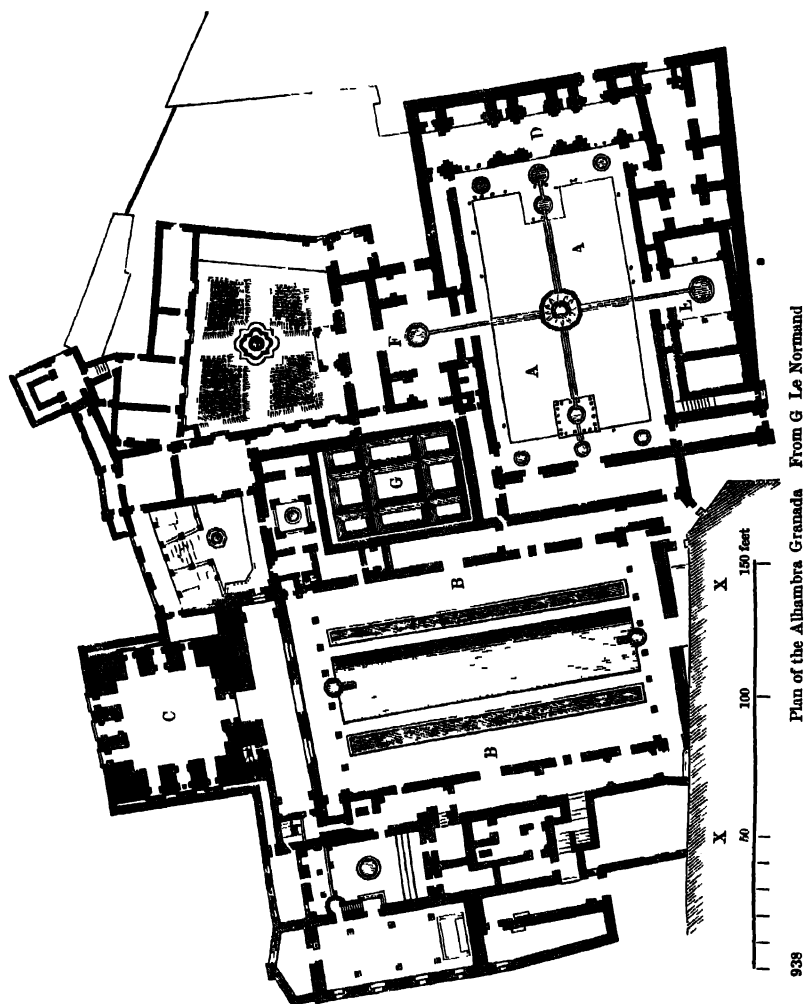 C
G F
B B
A D
A
E
X X
50 100 150 feet
938 Plan of the Alhambra Granada From G Le Normand